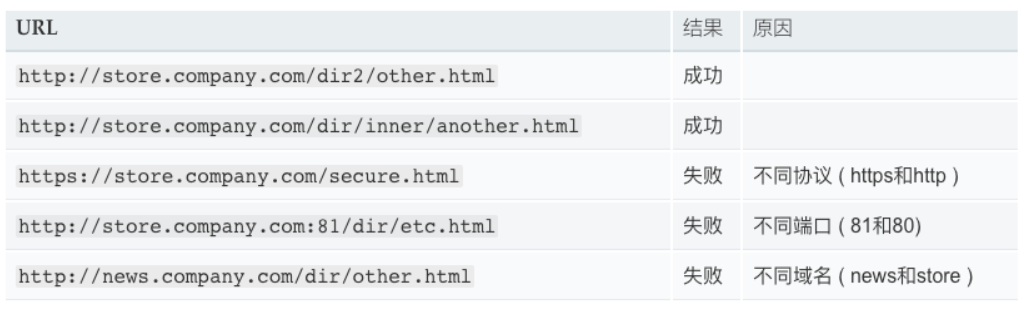 URL 结果 原因
http://store.company.com/dir2/other.html 成功
http://store.company.com/dir/inner/another.html 成功
https://store.company.com/secure.html 失败 不同协议 ( https和http )
http://store.company.com:81/dir/etc.html 失败 不同端口 ( 81和80)
http://news.company.com/dir/other.html 失败 不同域名 ( news和store )